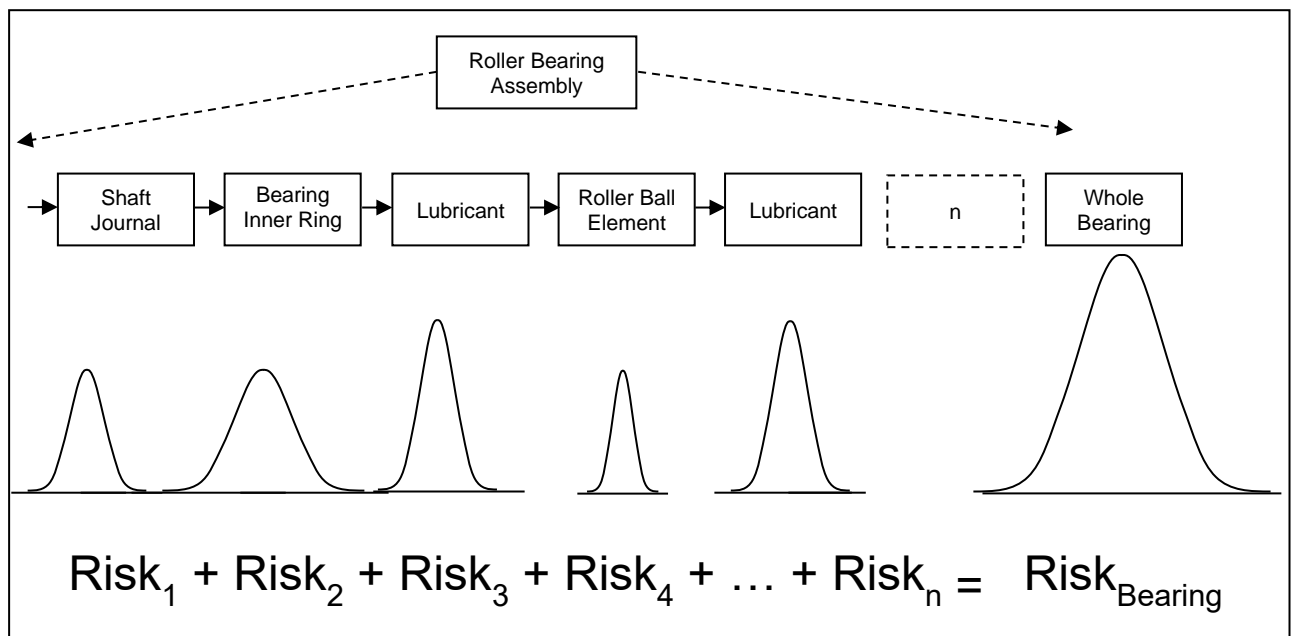 Roller Bearing
Assembly
Shaft
Journal
Bearing
Inner Ring
Lubricant
Roller Ball
Element
Lubricant
n
Whole
Bearing
Risk₁ + Risk₂ + Risk₃ + Risk₄ + … + Riskₙ = Risk_Bearing